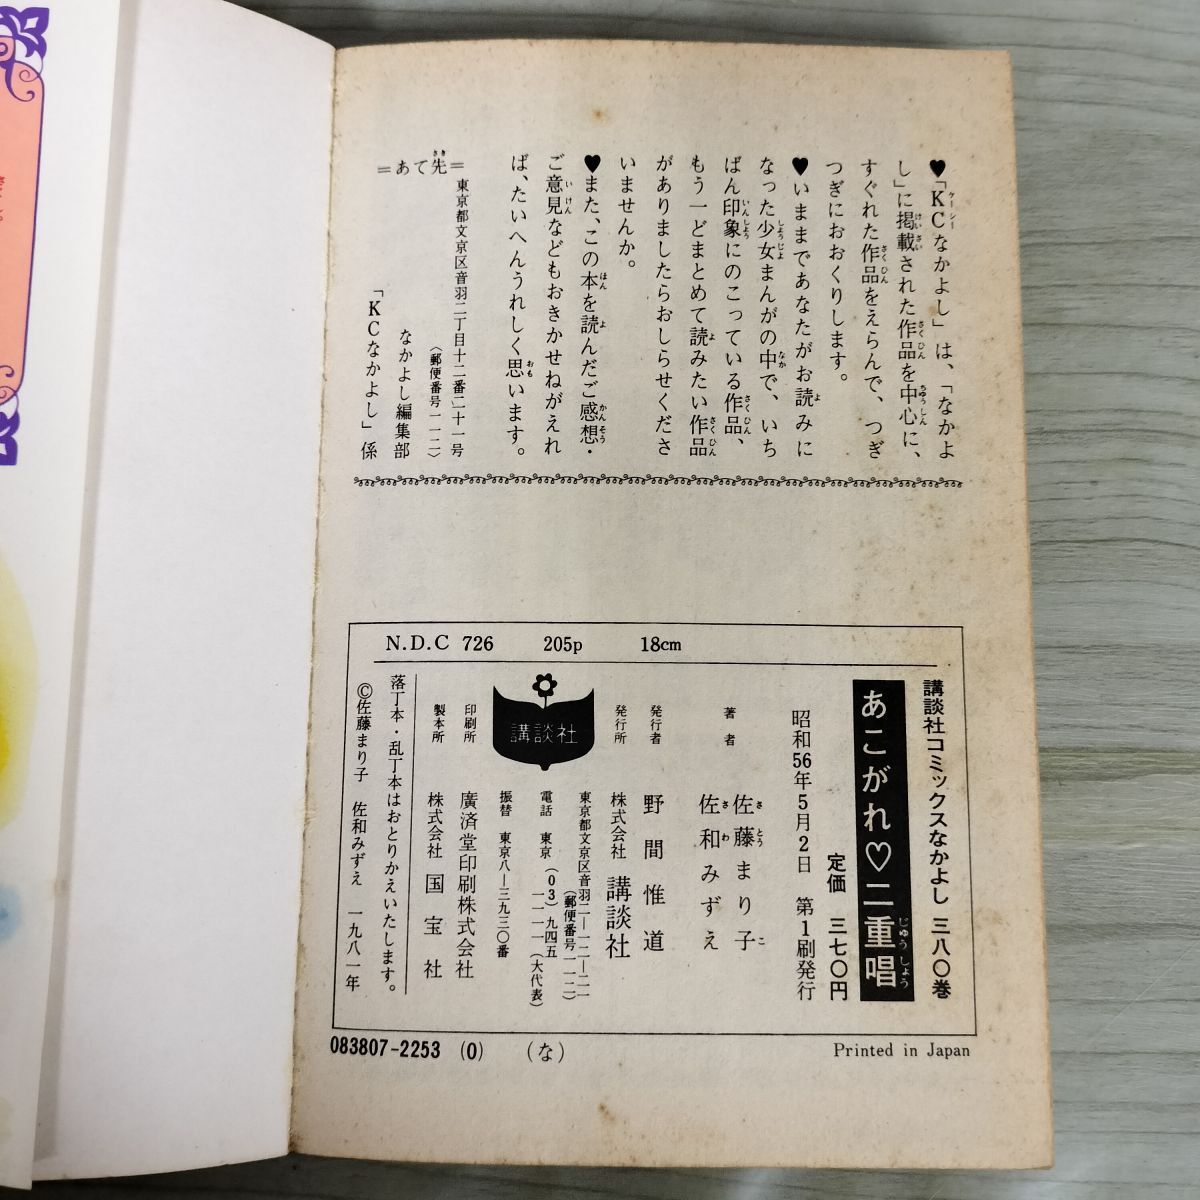 ♥「KCなかよし」は、「なかよ
し」に掲載された作品を中心に、
すぐれた作品をえらんで、つぎ
つぎにおおくりします。
♥いままであなたがお読みに
なった少女まんがの中で、いち
ばん印象にのこっている作品、
もう一どまとめて読みたい作品
がありましたらおしらせくださ
いませんか。
♥また、この本を読んだご感想・
ご意見などもおきかせねがえれ
ば、たいへんうれしく思います。
=あて先=
東京都文京区音羽二丁目十二番二十一号
(郵便番号一一二)
なかよし編集部
「KCなかよし」係
N.D.C 726 205p 18cm
講談社コミックスなかよし 三八〇巻
あこがれ♡二重唱
定価 三七〇円
昭和56年5月2日 第1刷発行
著者 佐藤まり子
佐和みずえ
発行者 野間惟道
発行所 株式会社 講談社
東京都文京区音羽二―一二―二一
(郵便番号一一二)
電話 東京(03)九四五
一一一一(大代表)
振替 東京八―三九三〇番
講談社
印刷所 廣済堂印刷株式会社
製本所 株式会社 国宝社
落丁本・乱丁本はおとりかえいたします。
©佐藤まり子 佐和みずえ 一九八一年
083807-2253 (0) (な)
Printed in Japan